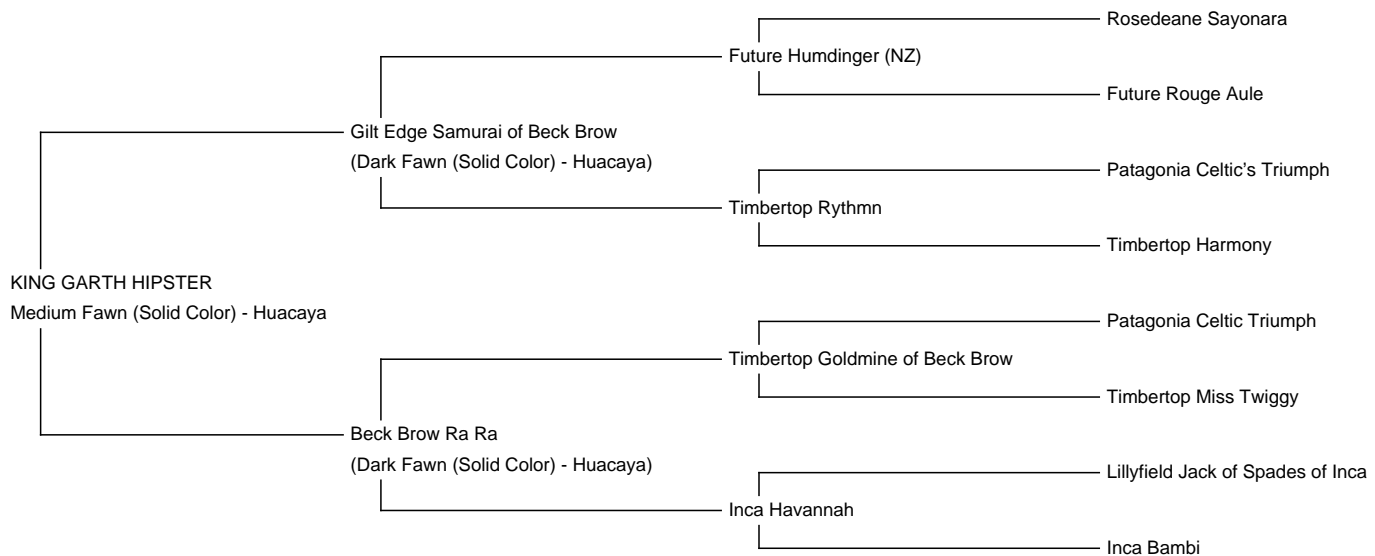 Rosedeane Sayonara
Future Humdinger (NZ)
Future Rouge Aule
Gilt Edge Samurai of Beck Brow
(Dark Fawn (Solid Color) - Huacaya)
Patagonia Celtic's Triumph
Timbertop Rythmn
Timbertop Harmony
KING GARTH HIPSTER
Medium Fawn (Solid Color) - Huacaya
Patagonia Celtic Triumph
Timbertop Goldmine of Beck Brow
Timbertop Miss Twiggy
Beck Brow Ra Ra
(Dark Fawn (Solid Color) - Huacaya)
Lillyfield Jack of Spades of Inca
Inca Havannah
Inca Bambi